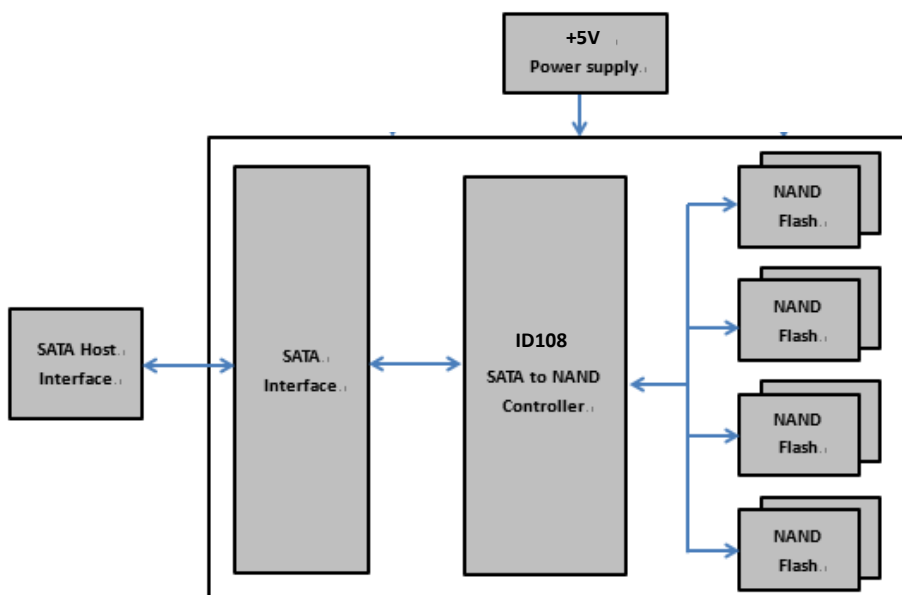 +5V
Power supply
SATA Host
Interface
SATA
Interface
ID108
SATA to NAND
Controller
NAND
Flash
NAND
Flash
NAND
Flash
NAND
Flash